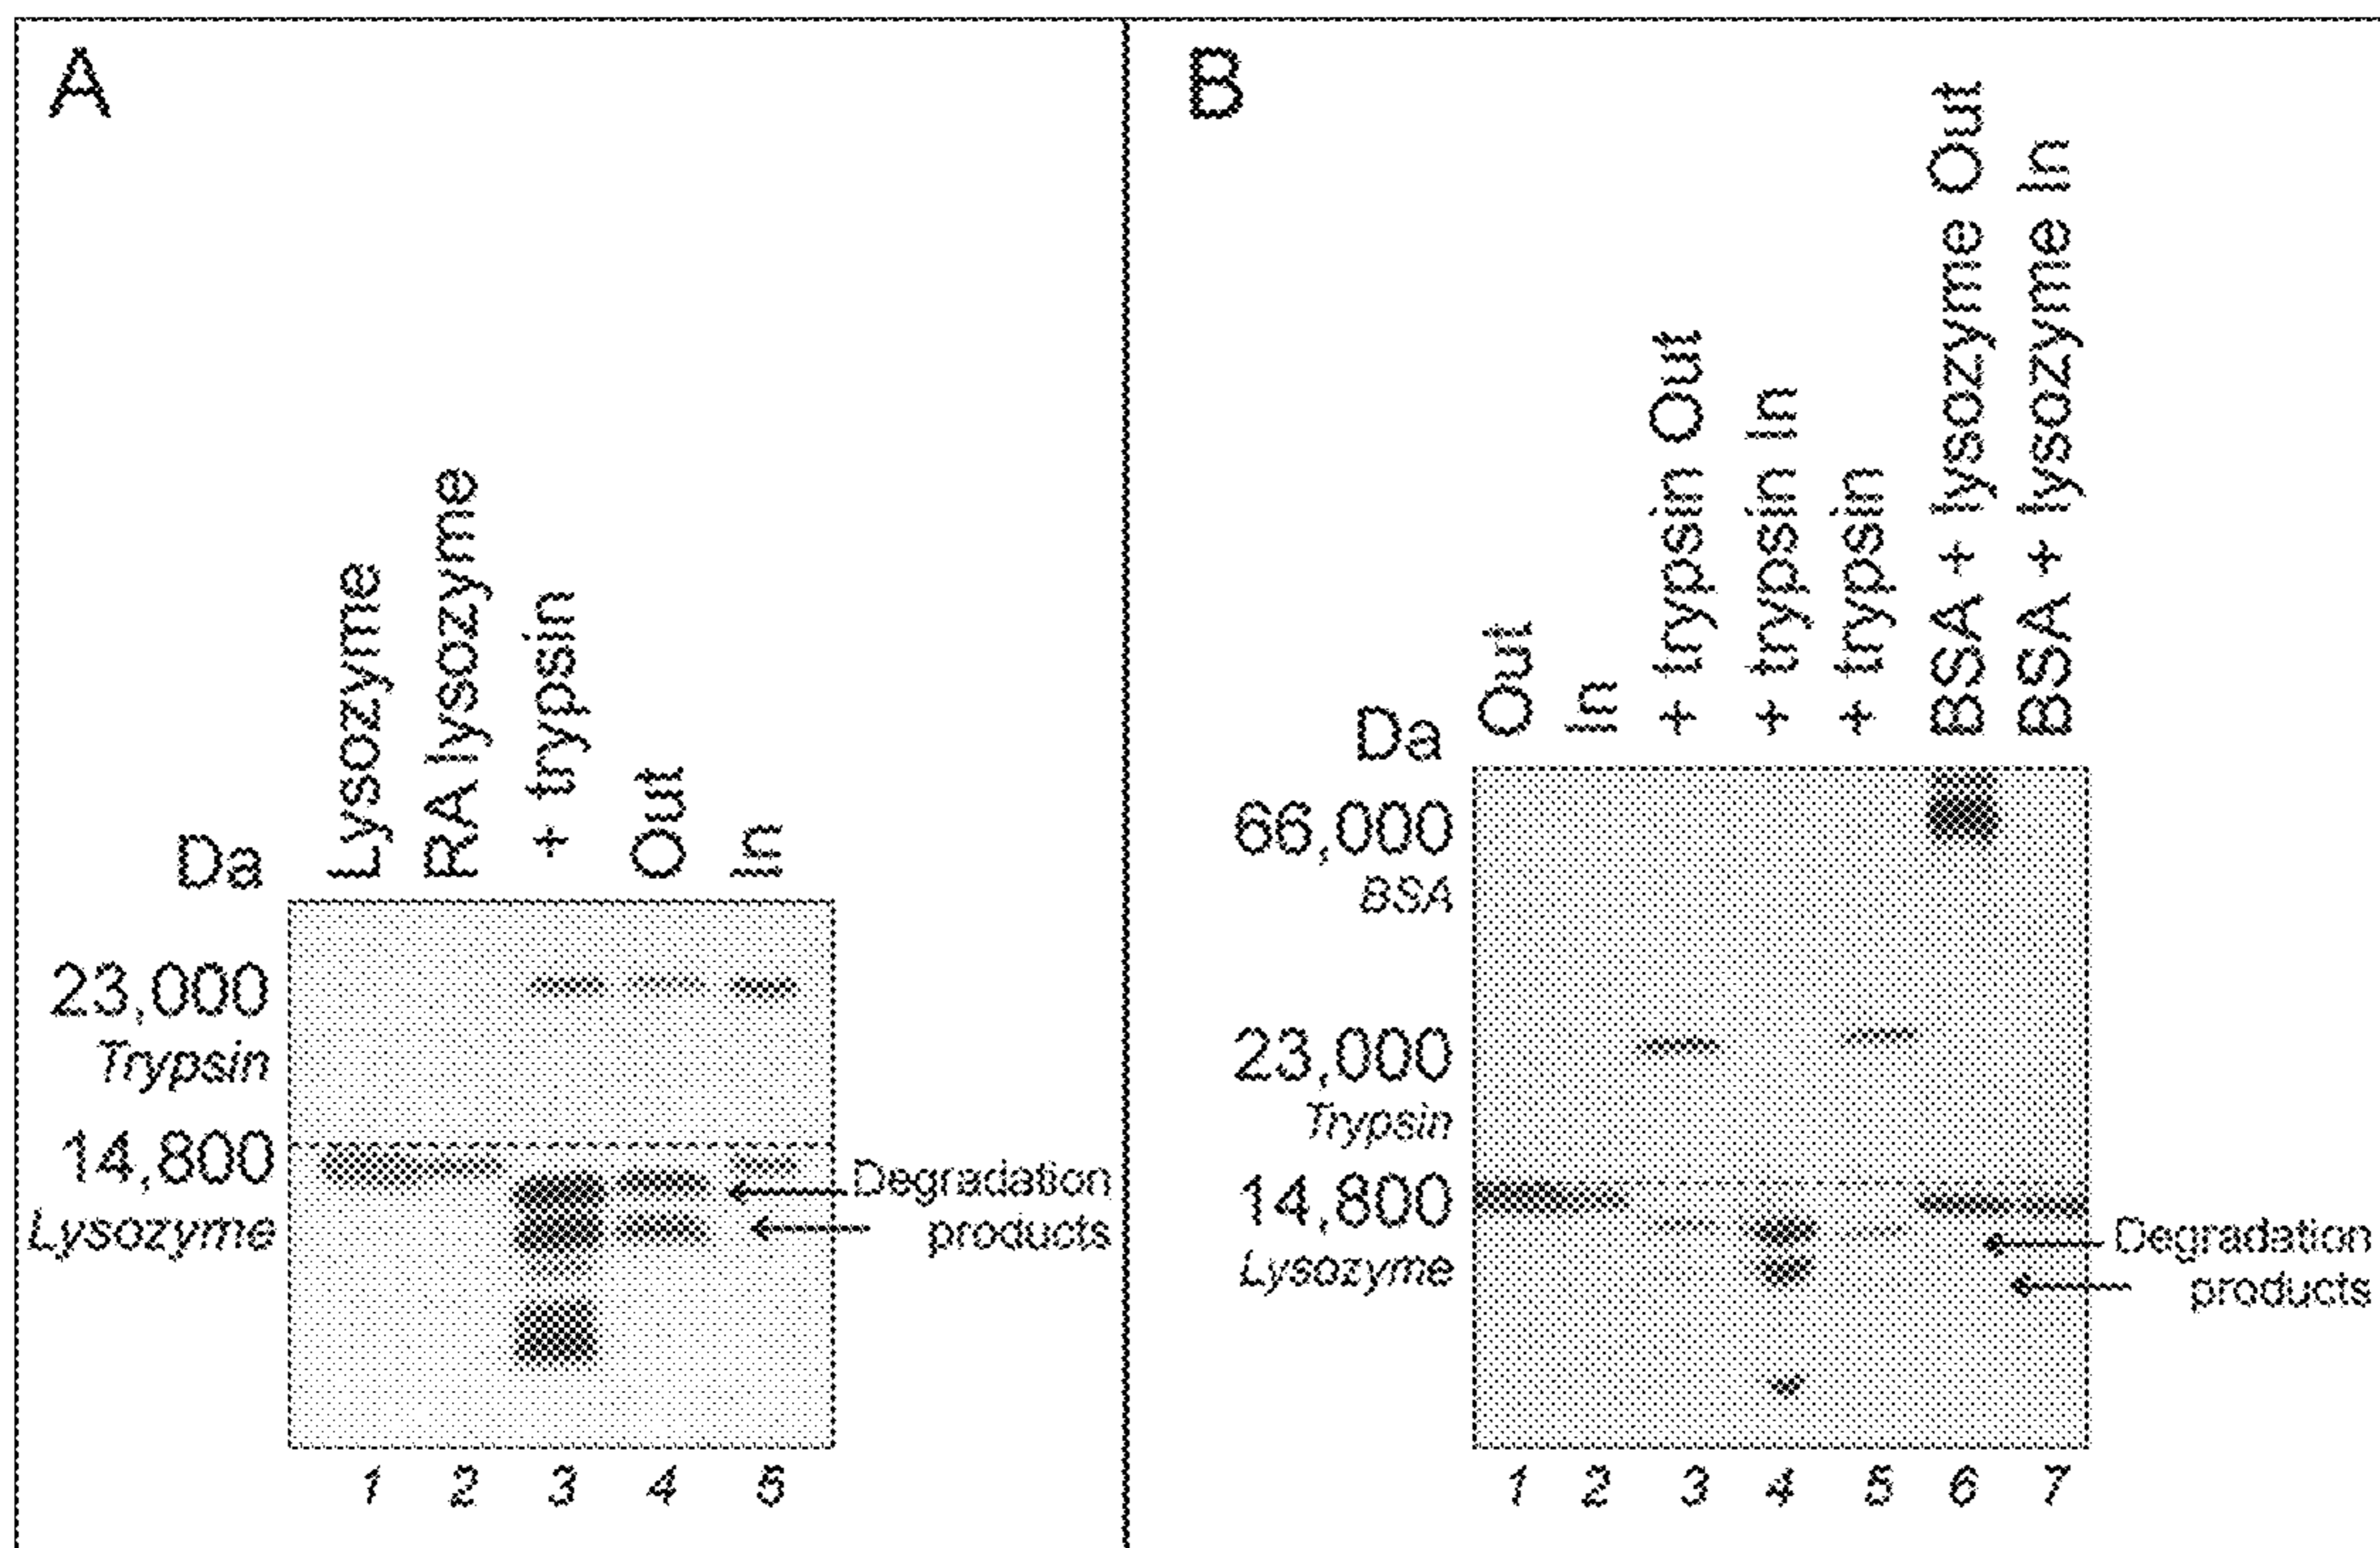 A
Lysozyme
RA lysozyme
+ trypsin
Out
In
Da
23,000
Trypsin
14,800
Lysozyme
Degradation
products
1 2 3 4 5
B
Out
In
+ trypsin Out
+ trypsin In
+ trypsin
BSA + lysozyme Out
BSA + lysozyme In
Da
66,000
BSA
23,000
Trypsin
14,800
Lysozyme
Degradation
products
1 2 3 4 5 6 7